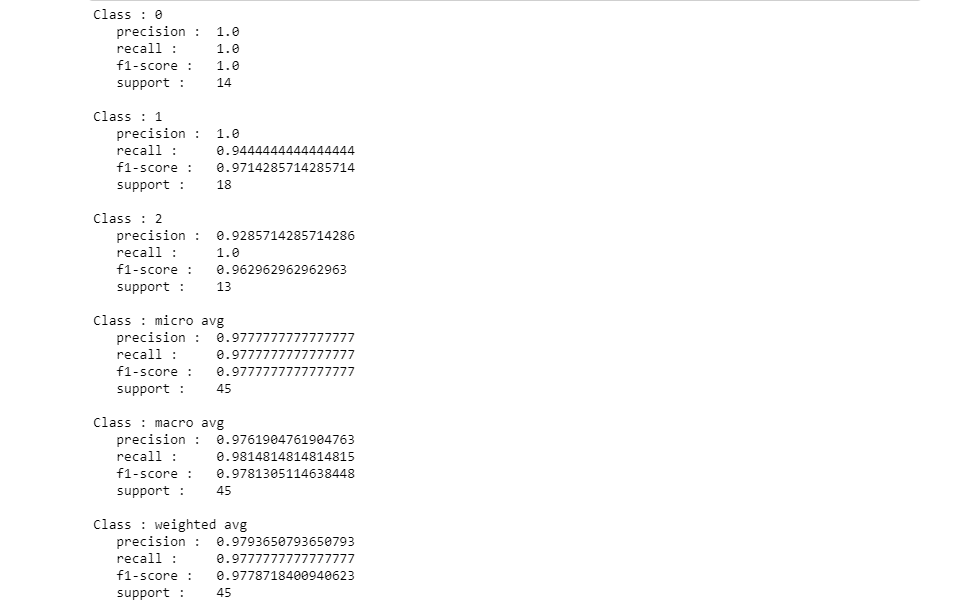 Class : 0
precision : 1.0
recall : 1.0
f1-score : 1.0
support : 14
Class : 1
precision : 1.0
recall : 0.9444444444444444
f1-score : 0.9714285714285714
support : 18
Class : 2
precision : 0.9285714285714286
recall : 1.0
f1-score : 0.962962962962963
support : 13
Class : micro avg
precision : 0.9777777777777777
recall : 0.9777777777777777
f1-score : 0.9777777777777777
support : 45
Class : macro avg
precision : 0.9761904761904763
recall : 0.9814814814814815
f1-score : 0.9781305114638448
support : 45
Class : weighted avg
precision : 0.9793650793650793
recall : 0.9777777777777777
f1-score : 0.9778718400940623
support : 45